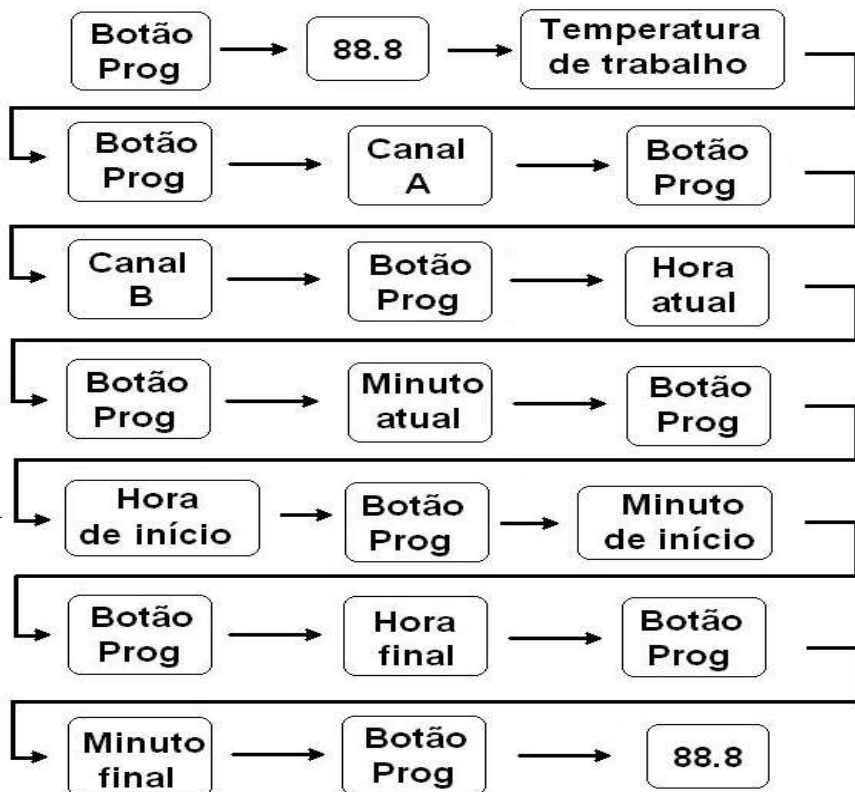 Botão
Prog
88.8
Temperatura
de trabalho
Botão
Prog
Canal
A
Botão
Prog
Canal
B
Botão
Prog
Hora
atual
Botão
Prog
Minuto
atual
Botão
Prog
Hora
de início
Botão
Prog
Minuto
de início
Botão
Prog
Hora
final
Botão
Prog
Minuto
final
Botão
Prog
88.8